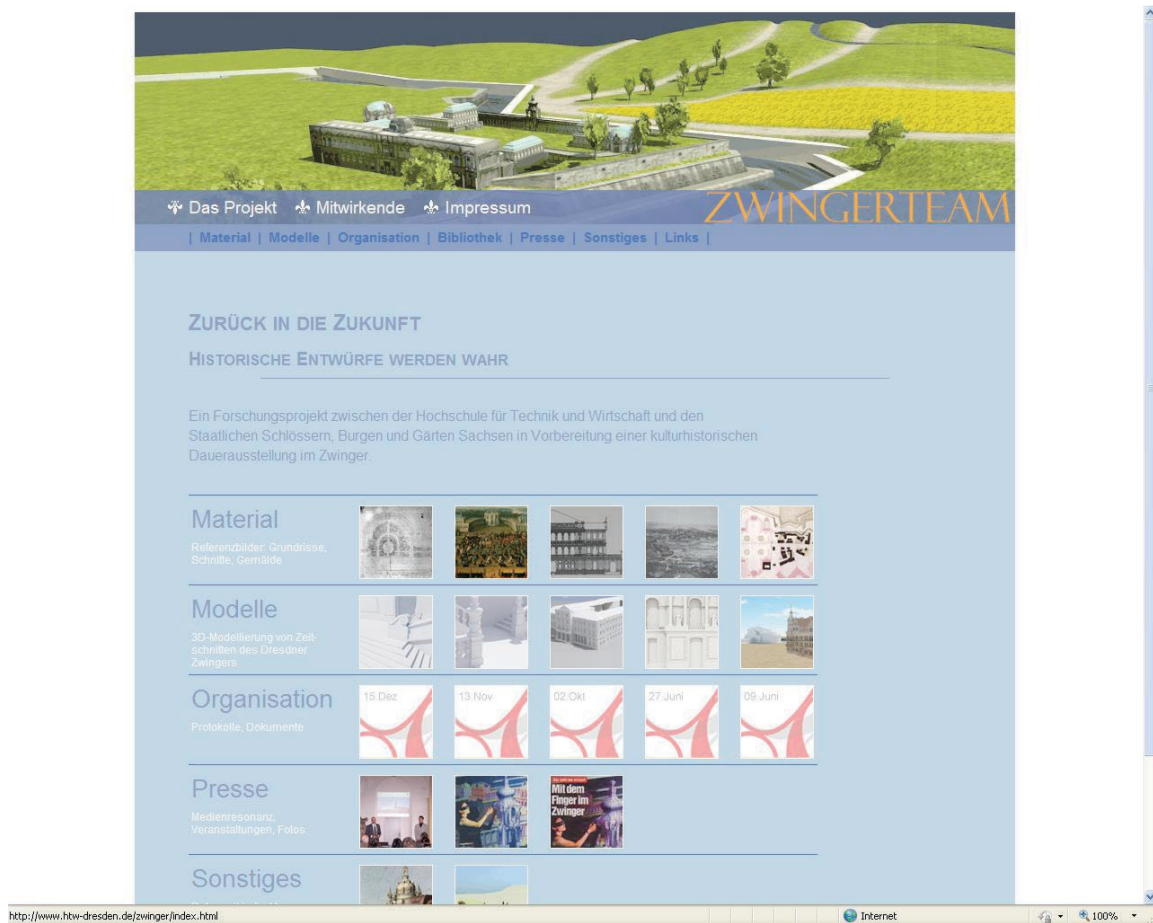 Das Projekt Mitwirkende Impressum
ZWINGERTEAM
| Material | Modelle | Organisation | Bibliothek | Presse | Sonstiges | Links |
ZURÜCK IN DIE ZUKUNFT
HISTORISCHE ENTWÜRFE WERDEN WAHR
Ein Forschungsprojekt zwischen der Hochschule für Technik und Wirtschaft und den
Staatlichen Schlössern, Burgen und Gärten Sachsen in Vorbereitung einer kulturhistorischen
Dauerausstellung im Zwinger.
Material
Referenzbilder: Grundrisse,
Schnitte, Gemälde
Modelle
3D-Modellierung von Zeit-
schnitten des Dresdner
Zwingers
Organisation
Protokolle, Dokumente
15.Dez
13.Nov
02.Okt
27.Juni
09.Juni
Presse
Medienresonanz,
Veranstaltungen, Fotos
Mit dem
Finger im
Zwinger
Sonstiges
http://www.htw-dresden.de/zwinger/index.html
Internet
100%